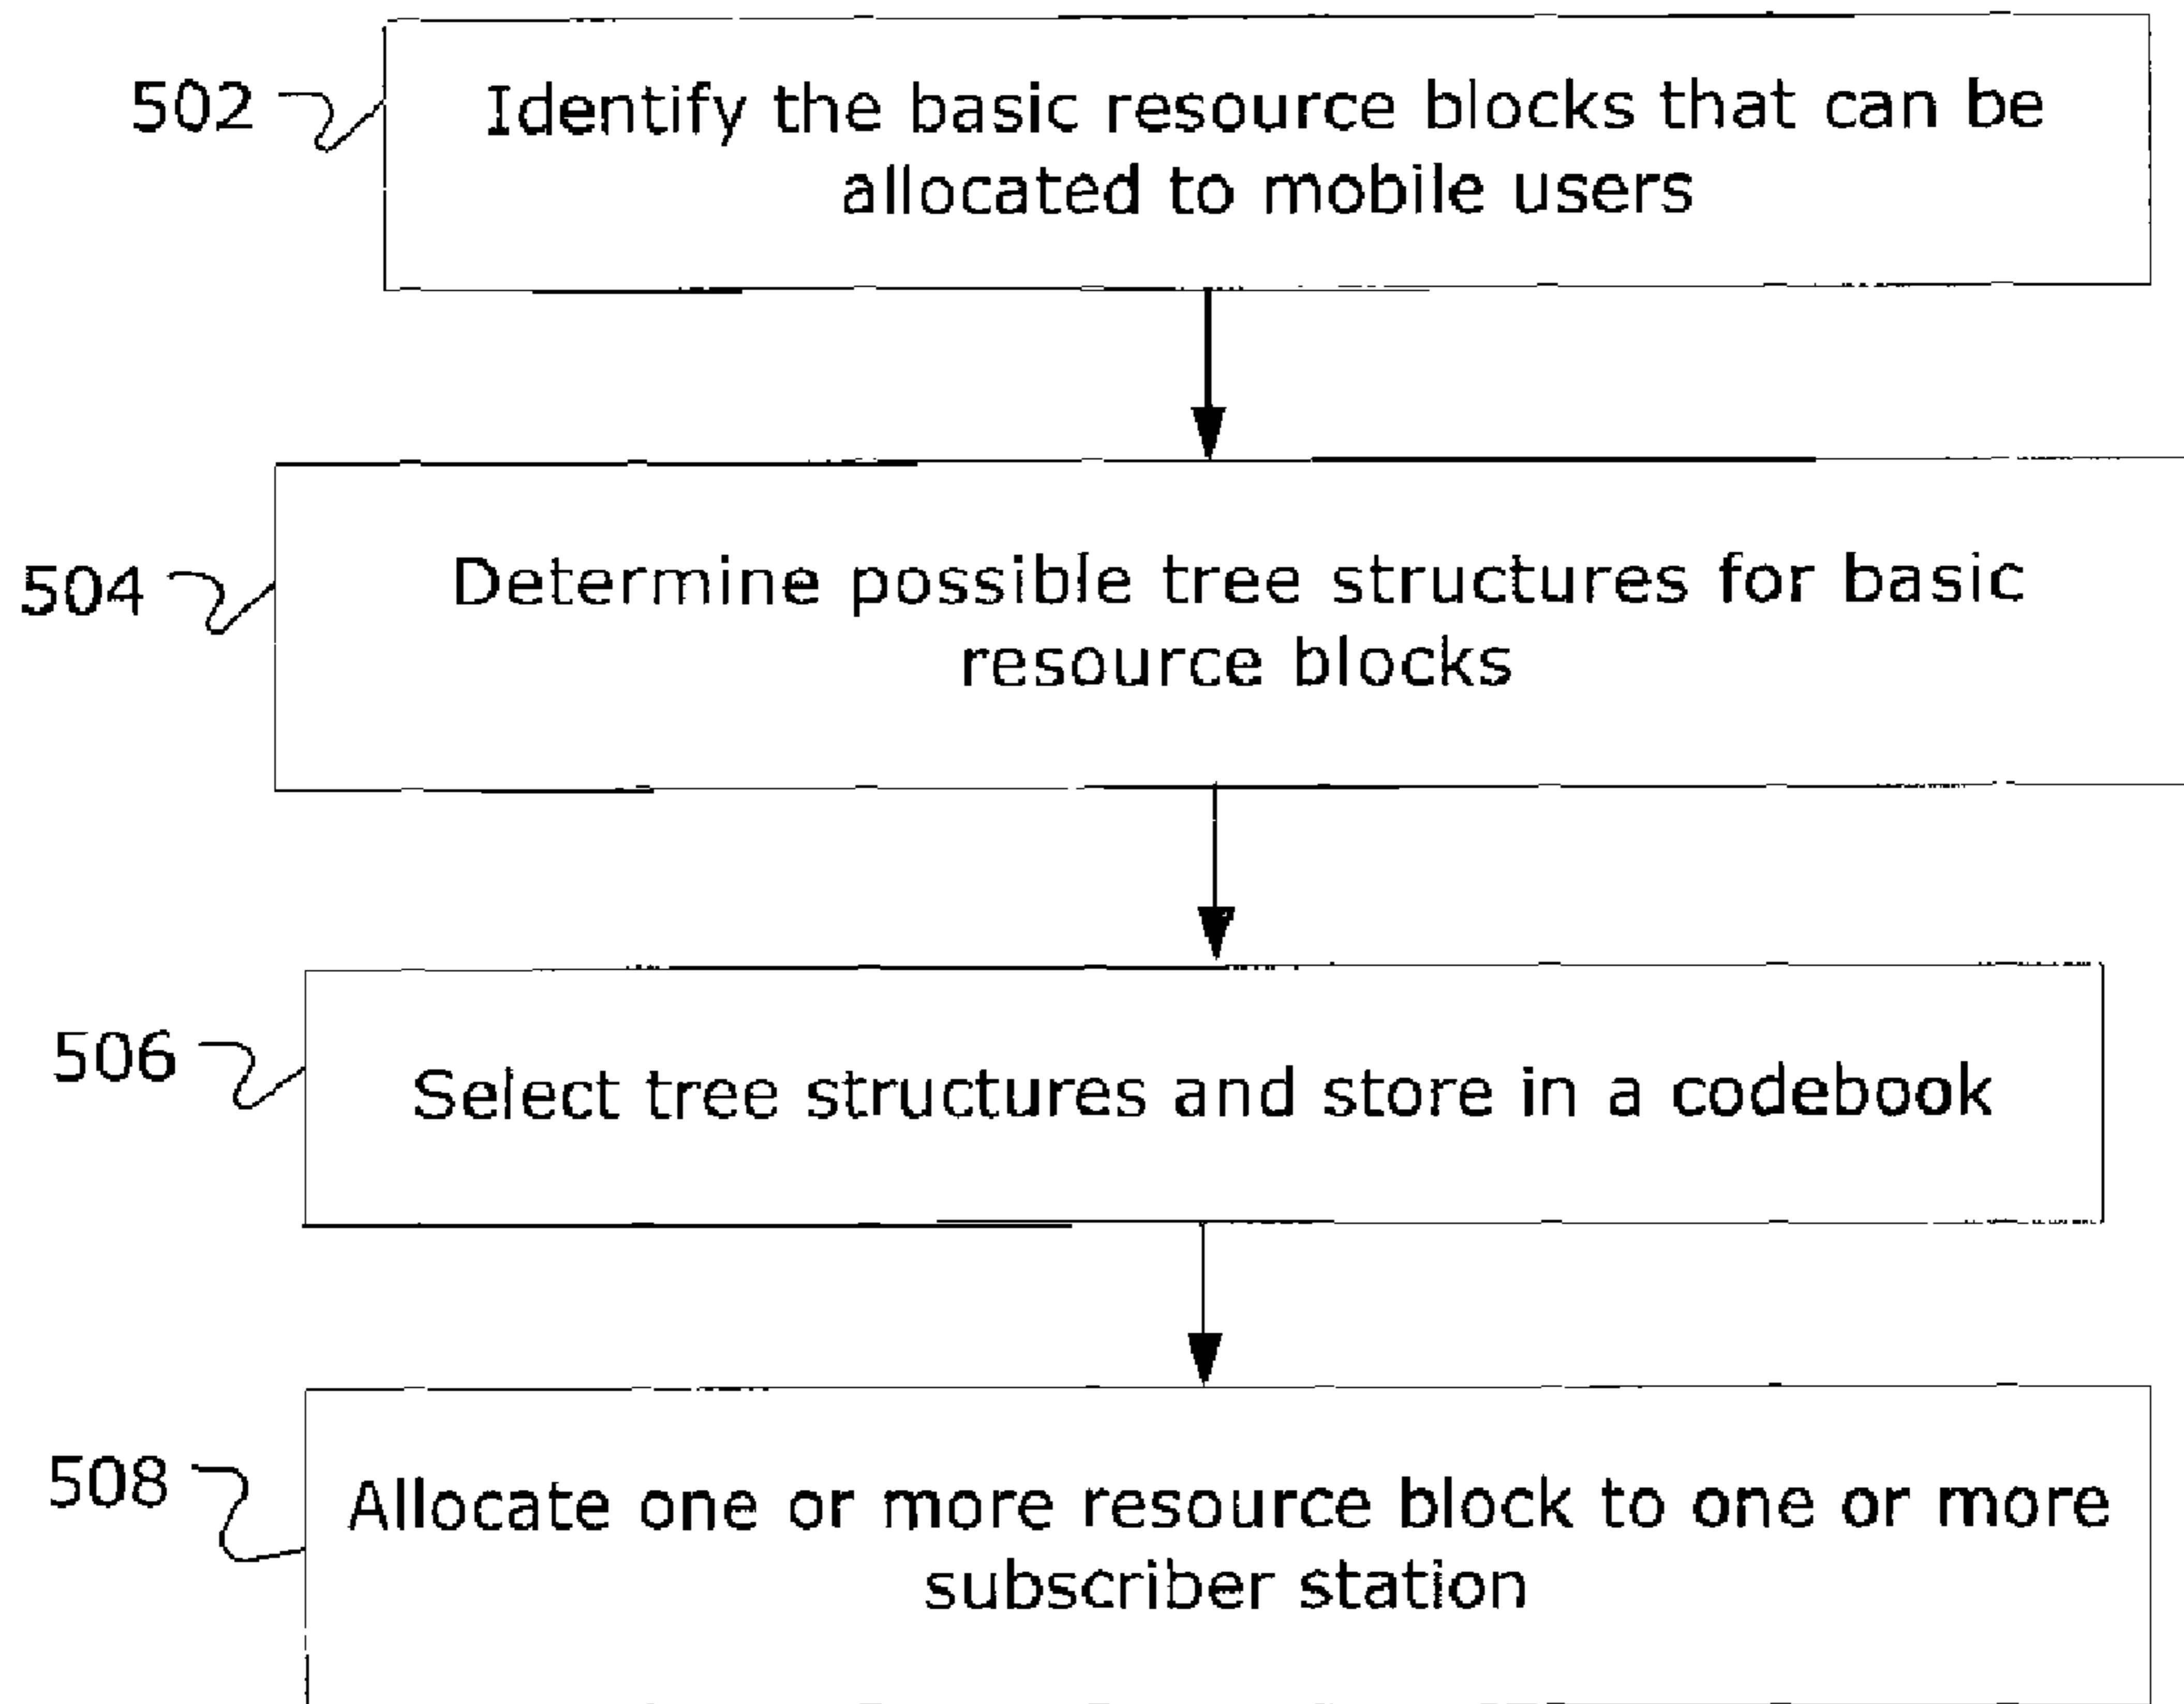 502
Identify the basic resource blocks that can be
allocated to mobile users
504
Determine possible tree structures for basic
resource blocks
506
Select tree structures and store in a codebook
508
Allocate one or more resource block to one or more
subscriber station